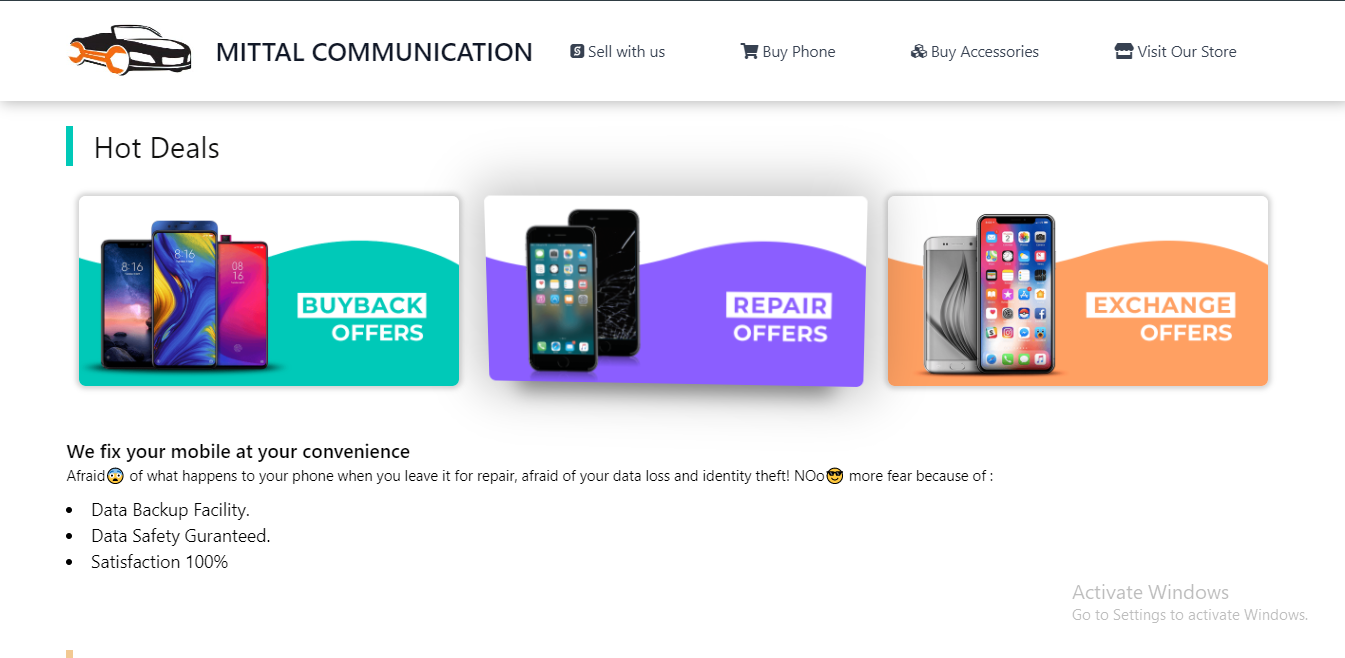 MITTAL COMMUNICATION
Sell with us
Buy Phone
Buy Accessories
Visit Our Store
Hot Deals
8:16
8:16
08
16
BUYBACK
OFFERS
REPAIR
OFFERS
EXCHANGE
OFFERS
We fix your mobile at your convenience
Afraid😨 of what happens to your phone when you leave it for repair, afraid of your data loss and identity theft! NOo😎 more fear because of :
• Data Backup Facility.
• Data Safety Guranteed.
• Satisfaction 100%
Activate Windows
Go to Settings to activate Windows.